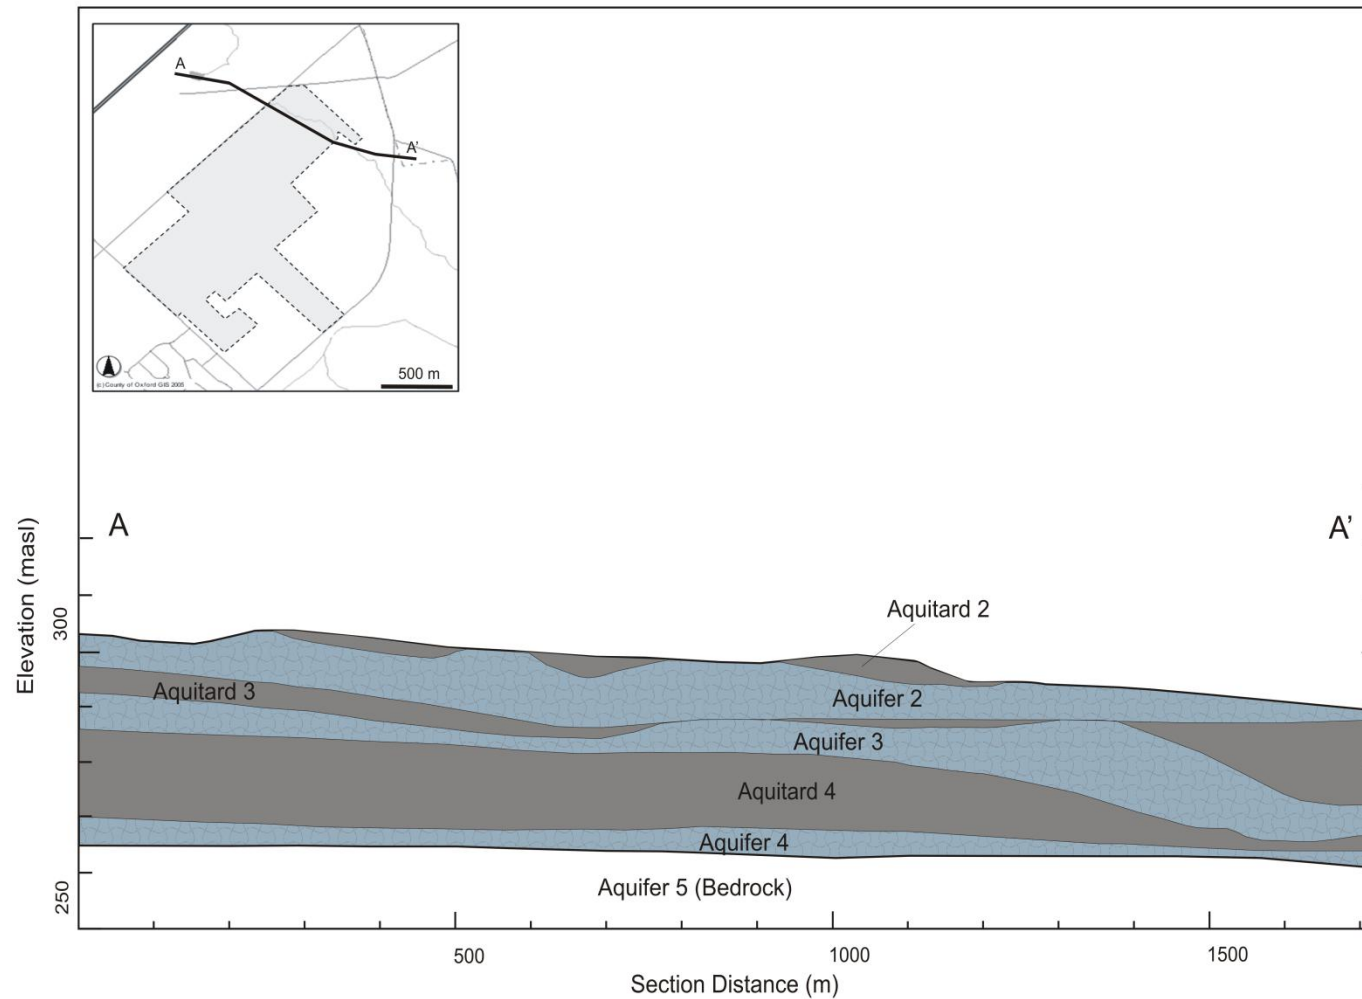 A
A'
500 m
(c)County of Oxford GIS 2005
A
A'
Elevation (masl)
300
250
Aquitard 2
Aquitard 3
Aquifer 2
Aquifer 3
Aquitard 4
Aquifer 4
Aquifer 5 (Bedrock)
500
1000
1500
Section Distance (m)